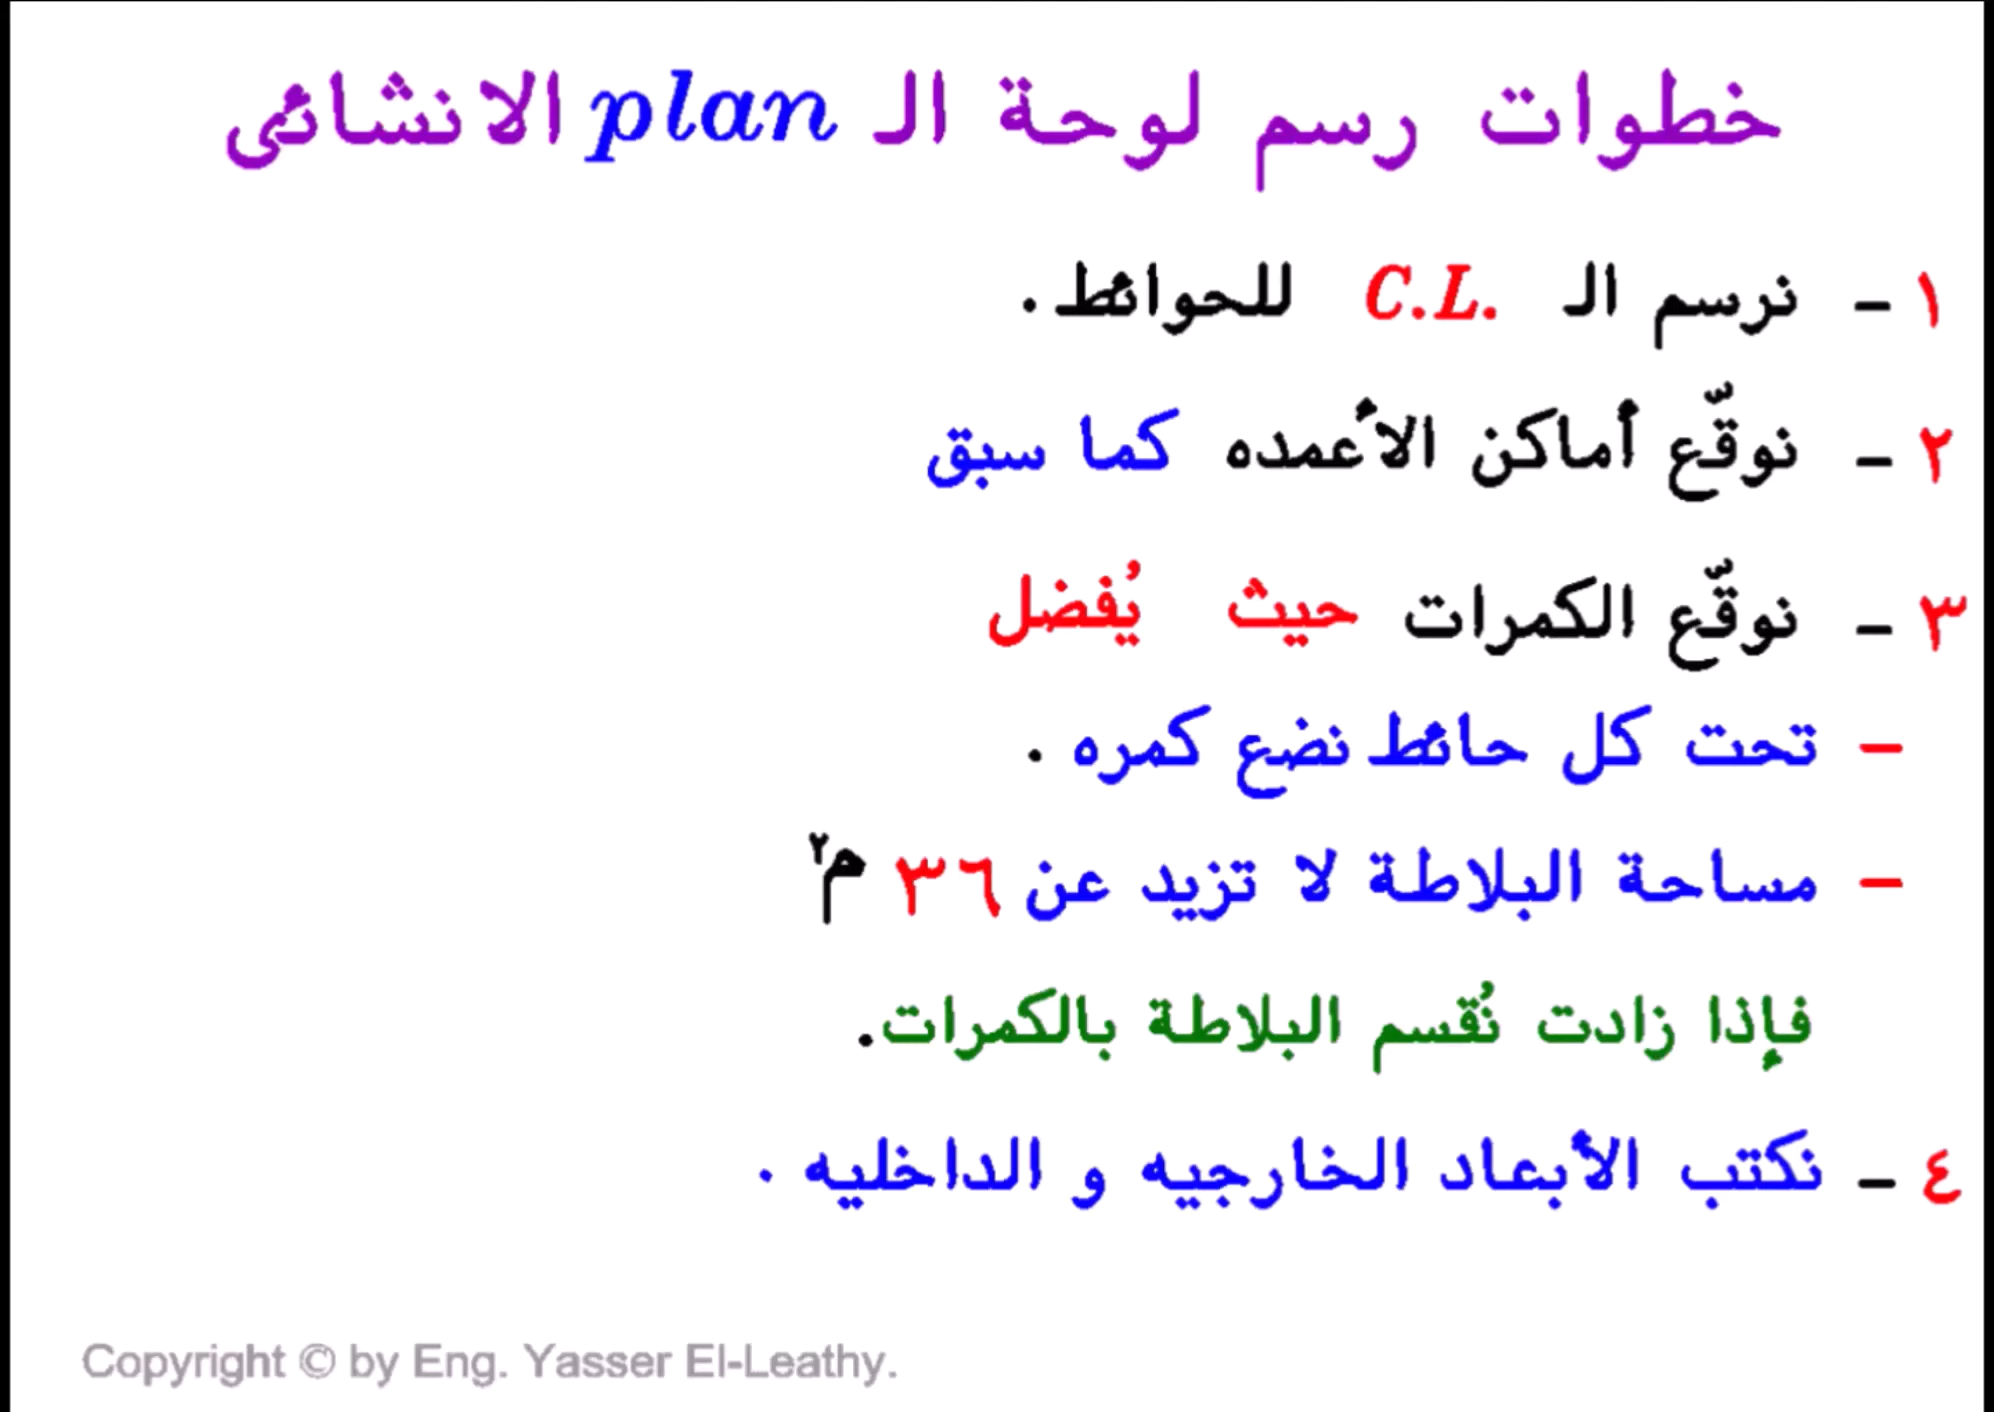 خطوات رسم لوحة الـ plan الانشائى
١ - نرسم الـ C.L. للحوائط .
٢ - نوقّع أماكن الأعمده كما سبق
٣ - نوقّع الكمرات حيث يُفضل
- تحت كل حائط نضع كمره .
- مساحة البلاطة لا تزيد عن ٣٦ م٢
فإذا زادت نُقسم البلاطة بالكمرات.
٤ - نكتب الأبعاد الخارجيه و الداخليه .
Copyright © by Eng. Yasser El-Leathy.